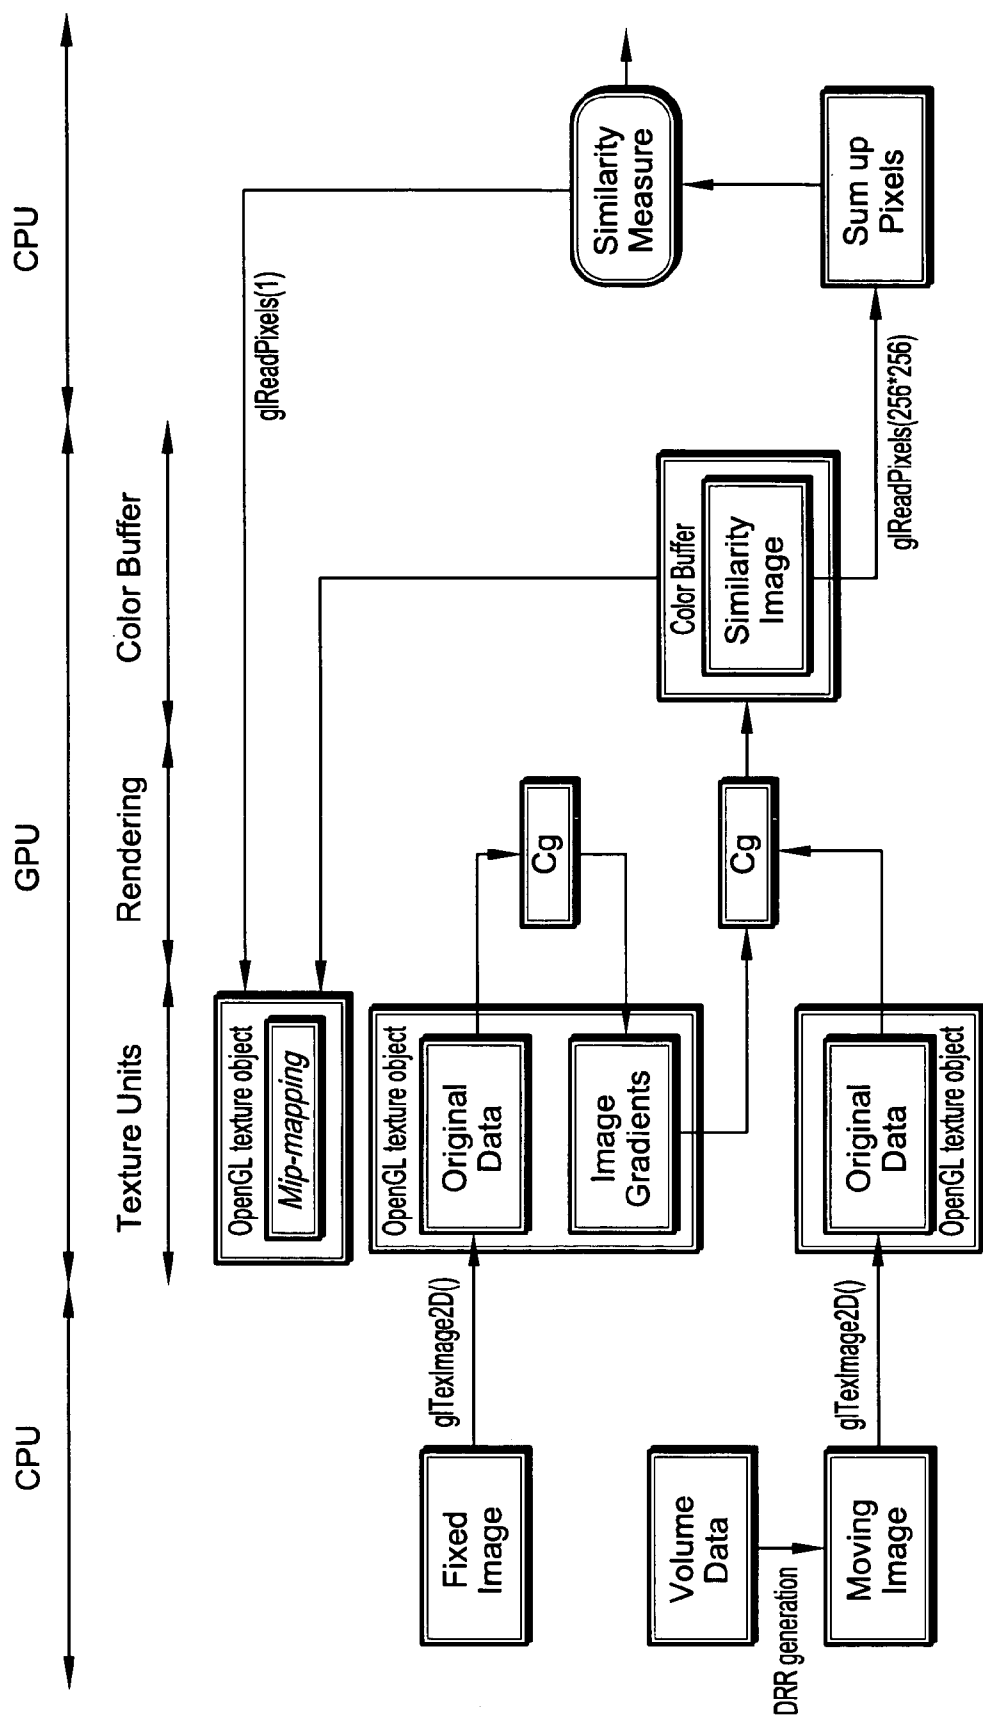 CPU
GPU
CPU
Texture Units
Rendering
Color Buffer
OpenGL texture object
Mip-mapping
glReadPixels(1)
Fixed
Image
glTexImage2D()
OpenGL texture object
Original
Data
Image
Gradients
Cg
Similarity
Measure
Volume
Data
DRR generation
Moving
Image
glTexImage2D()
Original
Data
OpenGL texture object
Cg
Color Buffer
Similarity
Image
glReadPixels(256*256)
Sum up
Pixels